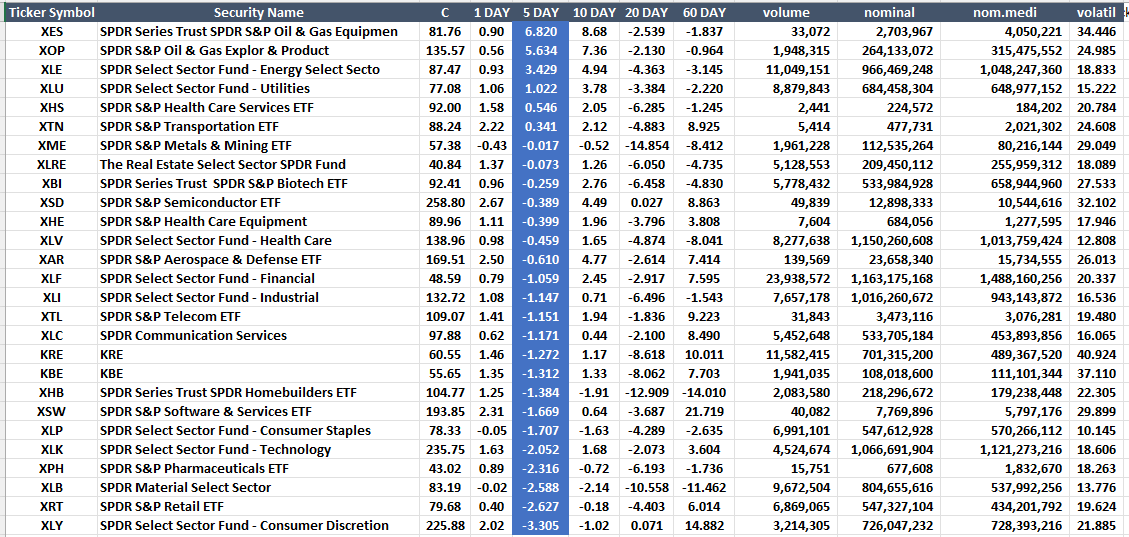 Ticker Symbol Security Name C 1 DAY 5 DAY 10 DAY 20 DAY 60 DAY volume nominal nom.medi volatil
XES SPDR Series Trust SPDR S&P Oil & Gas Equipmen 81.76 0.90 6.820 8.68 -2.539 -1.837 33,072 2,703,967 4,050,221 34.446
XOP SPDR S&P Oil & Gas Explor & Product 135.57 0.56 5.634 7.36 -2.130 -0.964 1,948,315 264,133,072 315,475,552 24.985
XLE SPDR Select Sector Fund - Energy Select Secto 87.47 0.93 3.429 4.94 -4.363 -3.145 11,049,151 966,469,248 1,048,247,360 18.833
XLU SPDR Select Sector Fund - Utilities 77.08 1.06 1.022 3.78 -3.384 -2.220 8,879,843 684,458,304 648,977,152 15.222
XHS SPDR S&P Health Care Services ETF 92.00 1.58 0.546 2.05 -6.285 -1.245 2,441 224,572 184,202 20.784
XTN SPDR S&P Transportation ETF 88.24 2.22 0.341 2.12 -4.883 8.925 5,414 477,731 2,021,302 24.608
XME SPDR S&P Metals & Mining ETF 57.38 -0.43 -0.017 -0.52 -14.854 -8.412 1,961,228 112,535,264 80,216,144 29.049
XLRE The Real Estate Select Sector SPDR Fund 40.84 1.37 -0.073 1.26 -6.050 -4.735 5,128,553 209,450,112 255,959,312 18.089
XBI SPDR Series Trust SPDR S&P Biotech ETF 92.41 0.96 -0.259 2.76 -6.458 -4.830 5,778,432 533,984,928 658,944,960 27.533
XSD SPDR S&P Semiconductor ETF 258.80 2.67 -0.389 4.49 0.027 8.863 49,839 12,898,333 10,544,616 32.102
XHE SPDR S&P Health Care Equipment 89.96 1.11 -0.399 1.96 -3.796 3.808 7,604 684,056 1,277,595 17.946
XLV SPDR Select Sector Fund - Health Care 138.96 0.98 -0.459 1.65 -4.874 -8.041 8,277,638 1,150,260,608 1,013,759,424 12.808
XAR SPDR S&P Aerospace & Defense ETF 169.51 2.50 -0.610 4.77 -2.614 7.414 139,569 23,658,340 15,734,555 26.013
XLF SPDR Select Sector Fund - Financial 48.59 0.79 -1.059 2.45 -2.917 7.595 23,938,572 1,163,175,168 1,488,160,256 20.337
XLI SPDR Select Sector Fund - Industrial 132.72 1.08 -1.147 0.71 -6.496 -1.543 7,657,178 1,016,260,672 943,143,872 16.536
XTL SPDR S&P Telecom ETF 109.07 1.41 -1.151 1.94 -1.836 9.223 31,843 3,473,116 3,076,281 19.480
XLC SPDR Communication Services 97.88 0.62 -1.171 0.44 -2.100 8.490 5,452,648 533,705,184 453,893,856 16.065
KRE KRE 60.55 1.46 -1.272 1.17 -8.618 10.011 11,582,415 701,315,200 489,367,520 40.924
KBE KBE 55.65 1.35 -1.312 1.33 -8.062 7.703 1,941,035 108,018,600 111,101,344 37.110
XHB SPDR Series Trust SPDR Homebuilders ETF 104.77 1.25 -1.384 -1.91 -12.909 -14.010 2,083,580 218,296,672 179,238,448 22.305
XSW SPDR S&P Software & Services ETF 193.85 2.31 -1.669 0.64 -3.687 21.719 40,082 7,769,896 5,797,176 29.899
XLP SPDR Select Sector Fund - Consumer Staples 78.33 -0.05 -1.707 -1.63 -4.289 -2.635 6,991,101 547,612,928 570,266,112 10.145
XLK SPDR Select Sector Fund - Technology 235.75 1.63 -2.052 1.68 -2.073 3.604 4,524,674 1,066,691,904 1,121,273,216 18.606
XPH SPDR S&P Pharmaceuticals ETF 43.02 0.89 -2.316 -0.72 -6.193 -1.736 15,751 677,608 1,832,670 18.263
XLB SPDR Material Select Sector 83.19 -0.02 -2.588 -2.14 -10.558 -11.462 9,672,504 804,655,616 537,992,256 13.776
XRT SPDR S&P Retail ETF 79.68 0.40 -2.627 -0.18 -4.403 6.014 6,869,065 547,327,104 434,201,792 19.624
XLY SPDR Select Sector Fund - Consumer Discretion 225.88 2.02 -3.305 -1.02 0.071 14.882 3,214,305 726,047,232 728,393,216 21.885